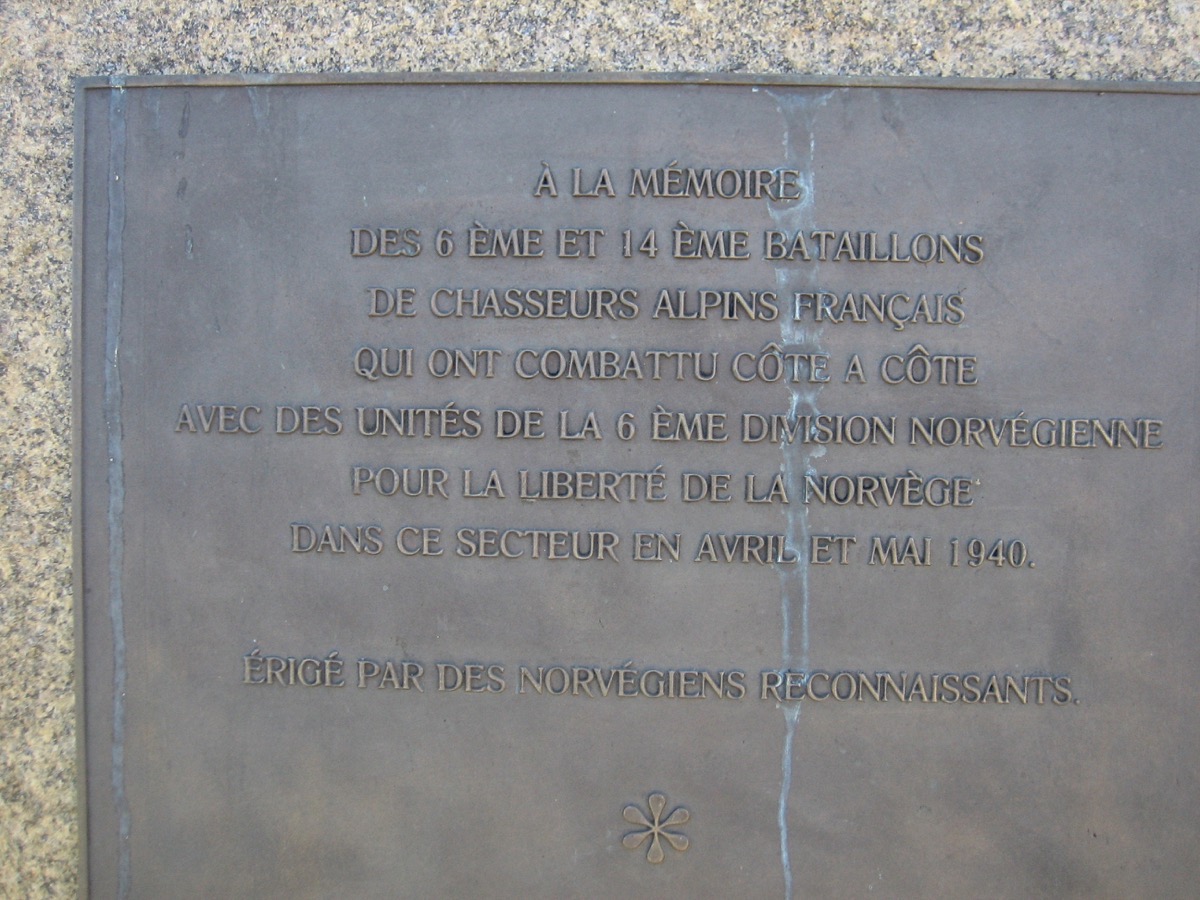 À LA MÉMOIRE
DES 6 ÈME ET 14 ÈME BATAILLONS
DE CHASSEURS ALPINS FRANÇAIS
QUI ONT COMBATTU CÔTE A CÔTE
AVEC DES UNITÉS DE LA 6 ÈME DIVISION NORVÉGIENNE
POUR LA LIBERTÉ DE LA NORVÈGE
DANS CE SECTEUR EN AVRIL ET MAI 1940.
ÉRIGÉ PAR DES NORVÉGIENS RECONNAISSANTS.